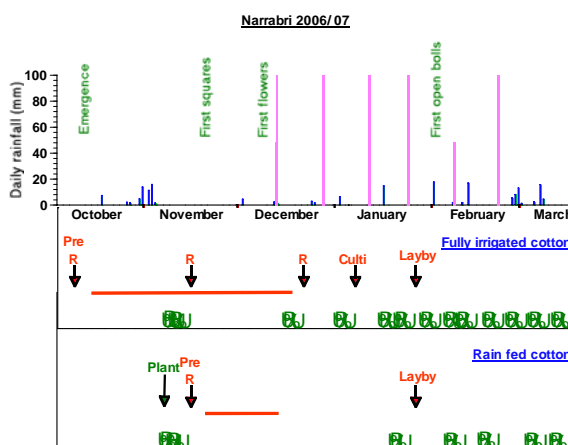 Narrabri 2006/07
Daily rainfall (mm)
100
80
60
40
20
0
Emergence
First squares
First flowers
First open bolls
October November December January February March
Fully irrigated cotton
Pre
R R R Culti Layby
Rain fed cotton
Plant Pre
R Layby